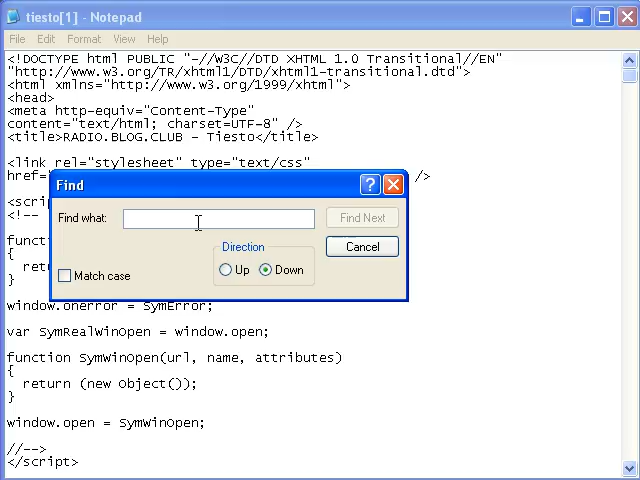 tiesto[1] - Notepad
File Edit Format View Help
<!DOCTYPE html PUBLIC "-//W3C//DTD XHTML 1.0 Transitional//EN"
"http://www.w3.org/TR/xhtml1/DTD/xhtml1-transitional.dtd">
<html xmlns="http://www.w3.org/1999/xhtml">
<head>
<meta http-equiv="Content-Type"
content="text/html; charset=UTF-8" />
<title>RADIO.BLOG.CLUB - Tiesto</title>
<link rel="stylesheet" type="text/css"
href=" />
Find
<scrip
Find what:
Find Next
<!--
funct
Direction
Cancel
{
retu
Match case
Up
Down
}
window.onerror = SymError;
var SymRealWinOpen = window.open;
function SymWinOpen(url, name, attributes)
{
return (new Object());
}
window.open = SymWinOpen;
//-->
</script>